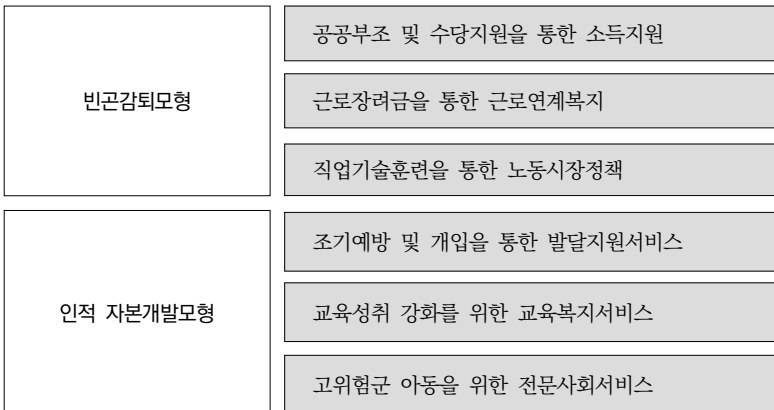 빈곤감퇴모형
공공부조 및 수당지원을 통한 소득지원
근로장려금을 통한 근로연계복지
직업기술훈련을 통한 노동시장정책
인적 자본개발모형
조기예방 및 개입을 통한 발달지원서비스
교육성취 강화를 위한 교육복지서비스
고위험군 아동을 위한 전문사회서비스